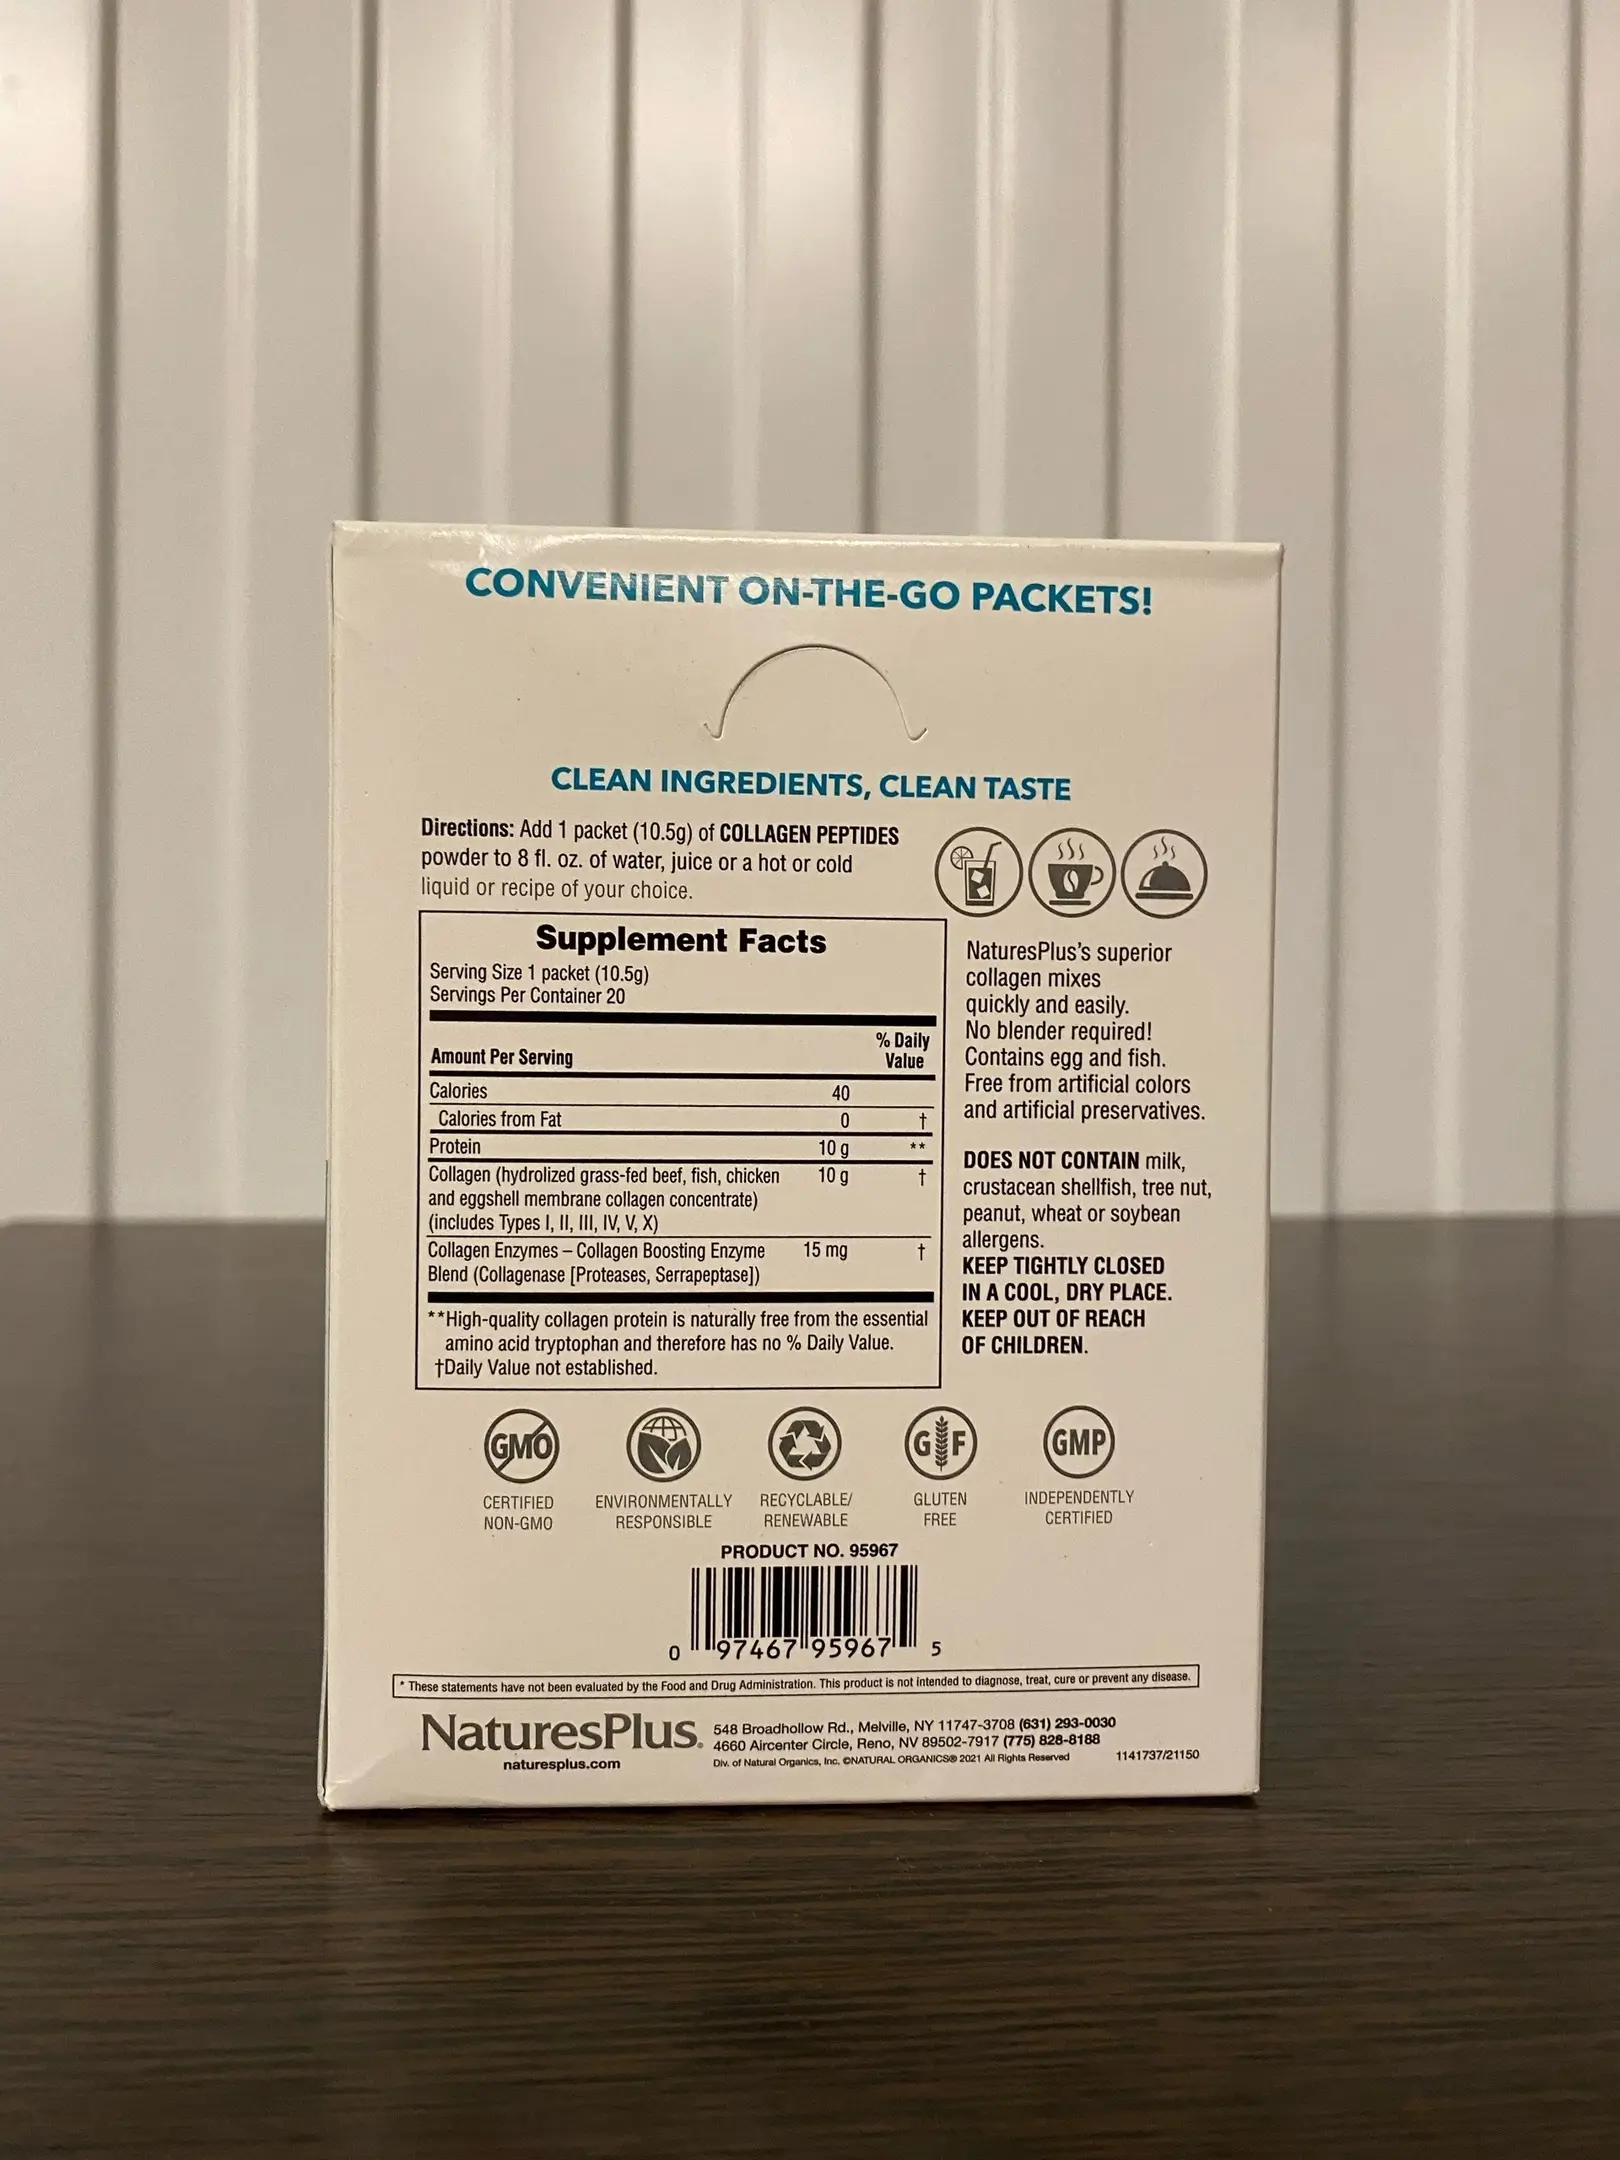 CONVENIENT ON-THE-GO PACKETS!
CLEAN INGREDIENTS, CLEAN TASTE
Directions: Add 1 packet (10.5g) of COLLAGEN PEPTIDES
powder to 8 fl. oz. of water, juice or a hot or cold
liquid or recipe of your choice.
Supplement Facts
Serving Size 1 packet (10.5g)
Servings Per Container 20
Amount Per Serving % Daily Value
Calories 40
Calories from Fat 0 †
Protein 10 g **
Collagen (hydrolized grass-fed beef, fish, chicken 10 g †
and eggshell membrane collagen concentrate)
(includes Types I, II, III, IV, V, X)
Collagen Enzymes – Collagen Boosting Enzyme 15 mg †
Blend (Collagenase [Proteases, Serrapeptase])
**High-quality collagen protein is naturally free from the essential
amino acid tryptophan and therefore has no % Daily Value.
†Daily Value not established.
NaturesPlus's superior
collagen mixes
quickly and easily.
No blender required!
Contains egg and fish.
Free from artificial colors
and artificial preservatives.
DOES NOT CONTAIN milk,
crustacean shellfish, tree nut,
peanut, wheat or soybean
allergens.
KEEP TIGHTLY CLOSED
IN A COOL, DRY PLACE.
KEEP OUT OF REACH
OF CHILDREN.
GMO
CERTIFIED
NON-GMO
ENVIRONMENTALLY
RESPONSIBLE
RECYCLABLE/
RENEWABLE
GF
GLUTEN
FREE
GMP
INDEPENDENTLY
CERTIFIED
PRODUCT NO. 95967
0 97467 95967 5
* These statements have not been evaluated by the Food and Drug Administration. This product is not intended to diagnose, treat, cure or prevent any disease.
NaturesPlus.
naturesplus.com
548 Broadhollow Rd., Melville, NY 11747-3708 (631) 293-0030
4660 Aircenter Circle, Reno, NV 89502-7917 (775) 828-8188
Div. of Natural Organics, Inc. ©NATURAL ORGANICS® 2021 All Rights Reserved
1141737/21150